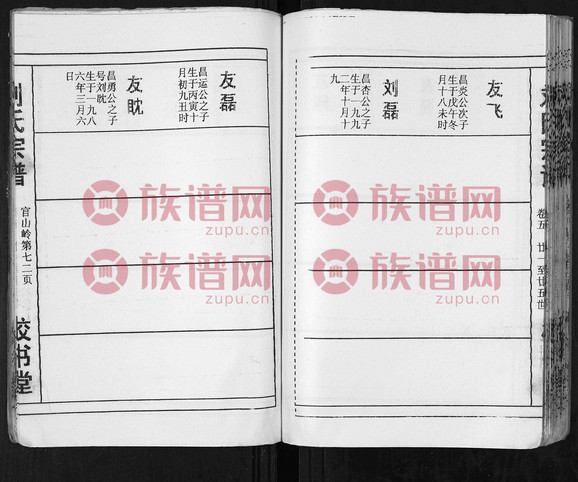 刘氏宗谱
卷五
廿一至廿五世
友飞
昌炎公次子
生于戊午冬
月十八未时
刘磊
昌杏公之子
生于一九九
二年十月十
九
友磊
昌运公之子
生于丙寅十
月初九丑时
友眈
昌勇公之子
号刘眈
生于一九八
六年三月六
日
刘氏宗谱
官山岭第七二页
校书堂
族谱网
zupu.cn
族谱网
zupu.cn
族谱网
zupu.cn
族谱网
zupu.cn